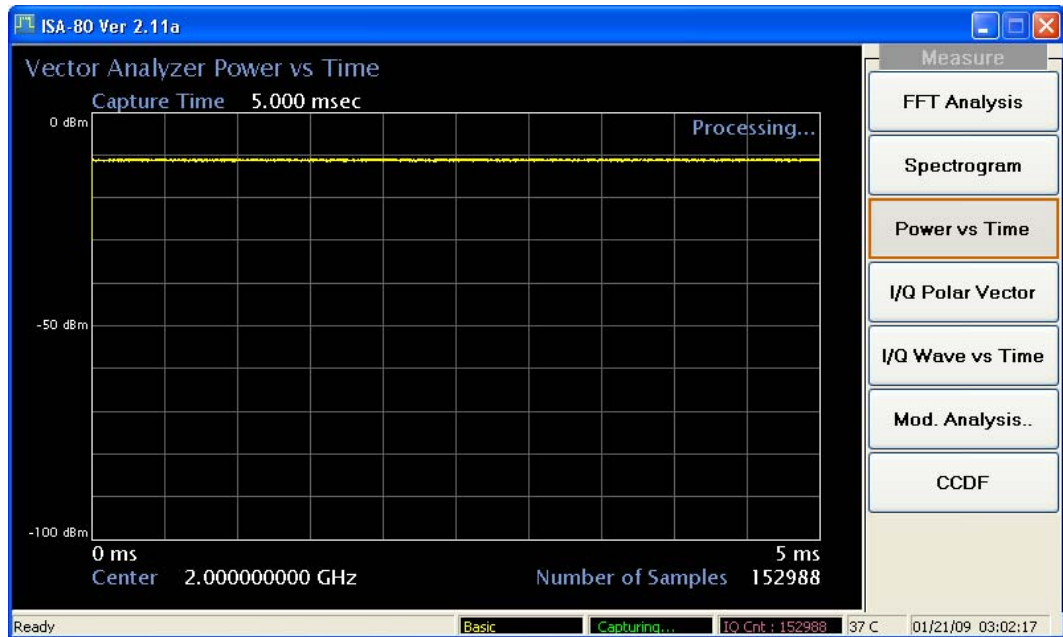 ISA-80 Ver 2.11a
Vector Analyzer Power vs Time
Capture Time 5.000 msec
0 dBm
Processing...
-50 dBm
-100 dBm
0 ms 5 ms
Center 2.000000000 GHz Number of Samples 152988
Measure
FFT Analysis
Spectrogram
Power vs Time
I/Q Polar Vector
I/Q Wave vs Time
Mod. Analysis..
CCDF
Ready Basic Capturing... IQ Cnt : 152988 37 C 01/21/09 03:02:17